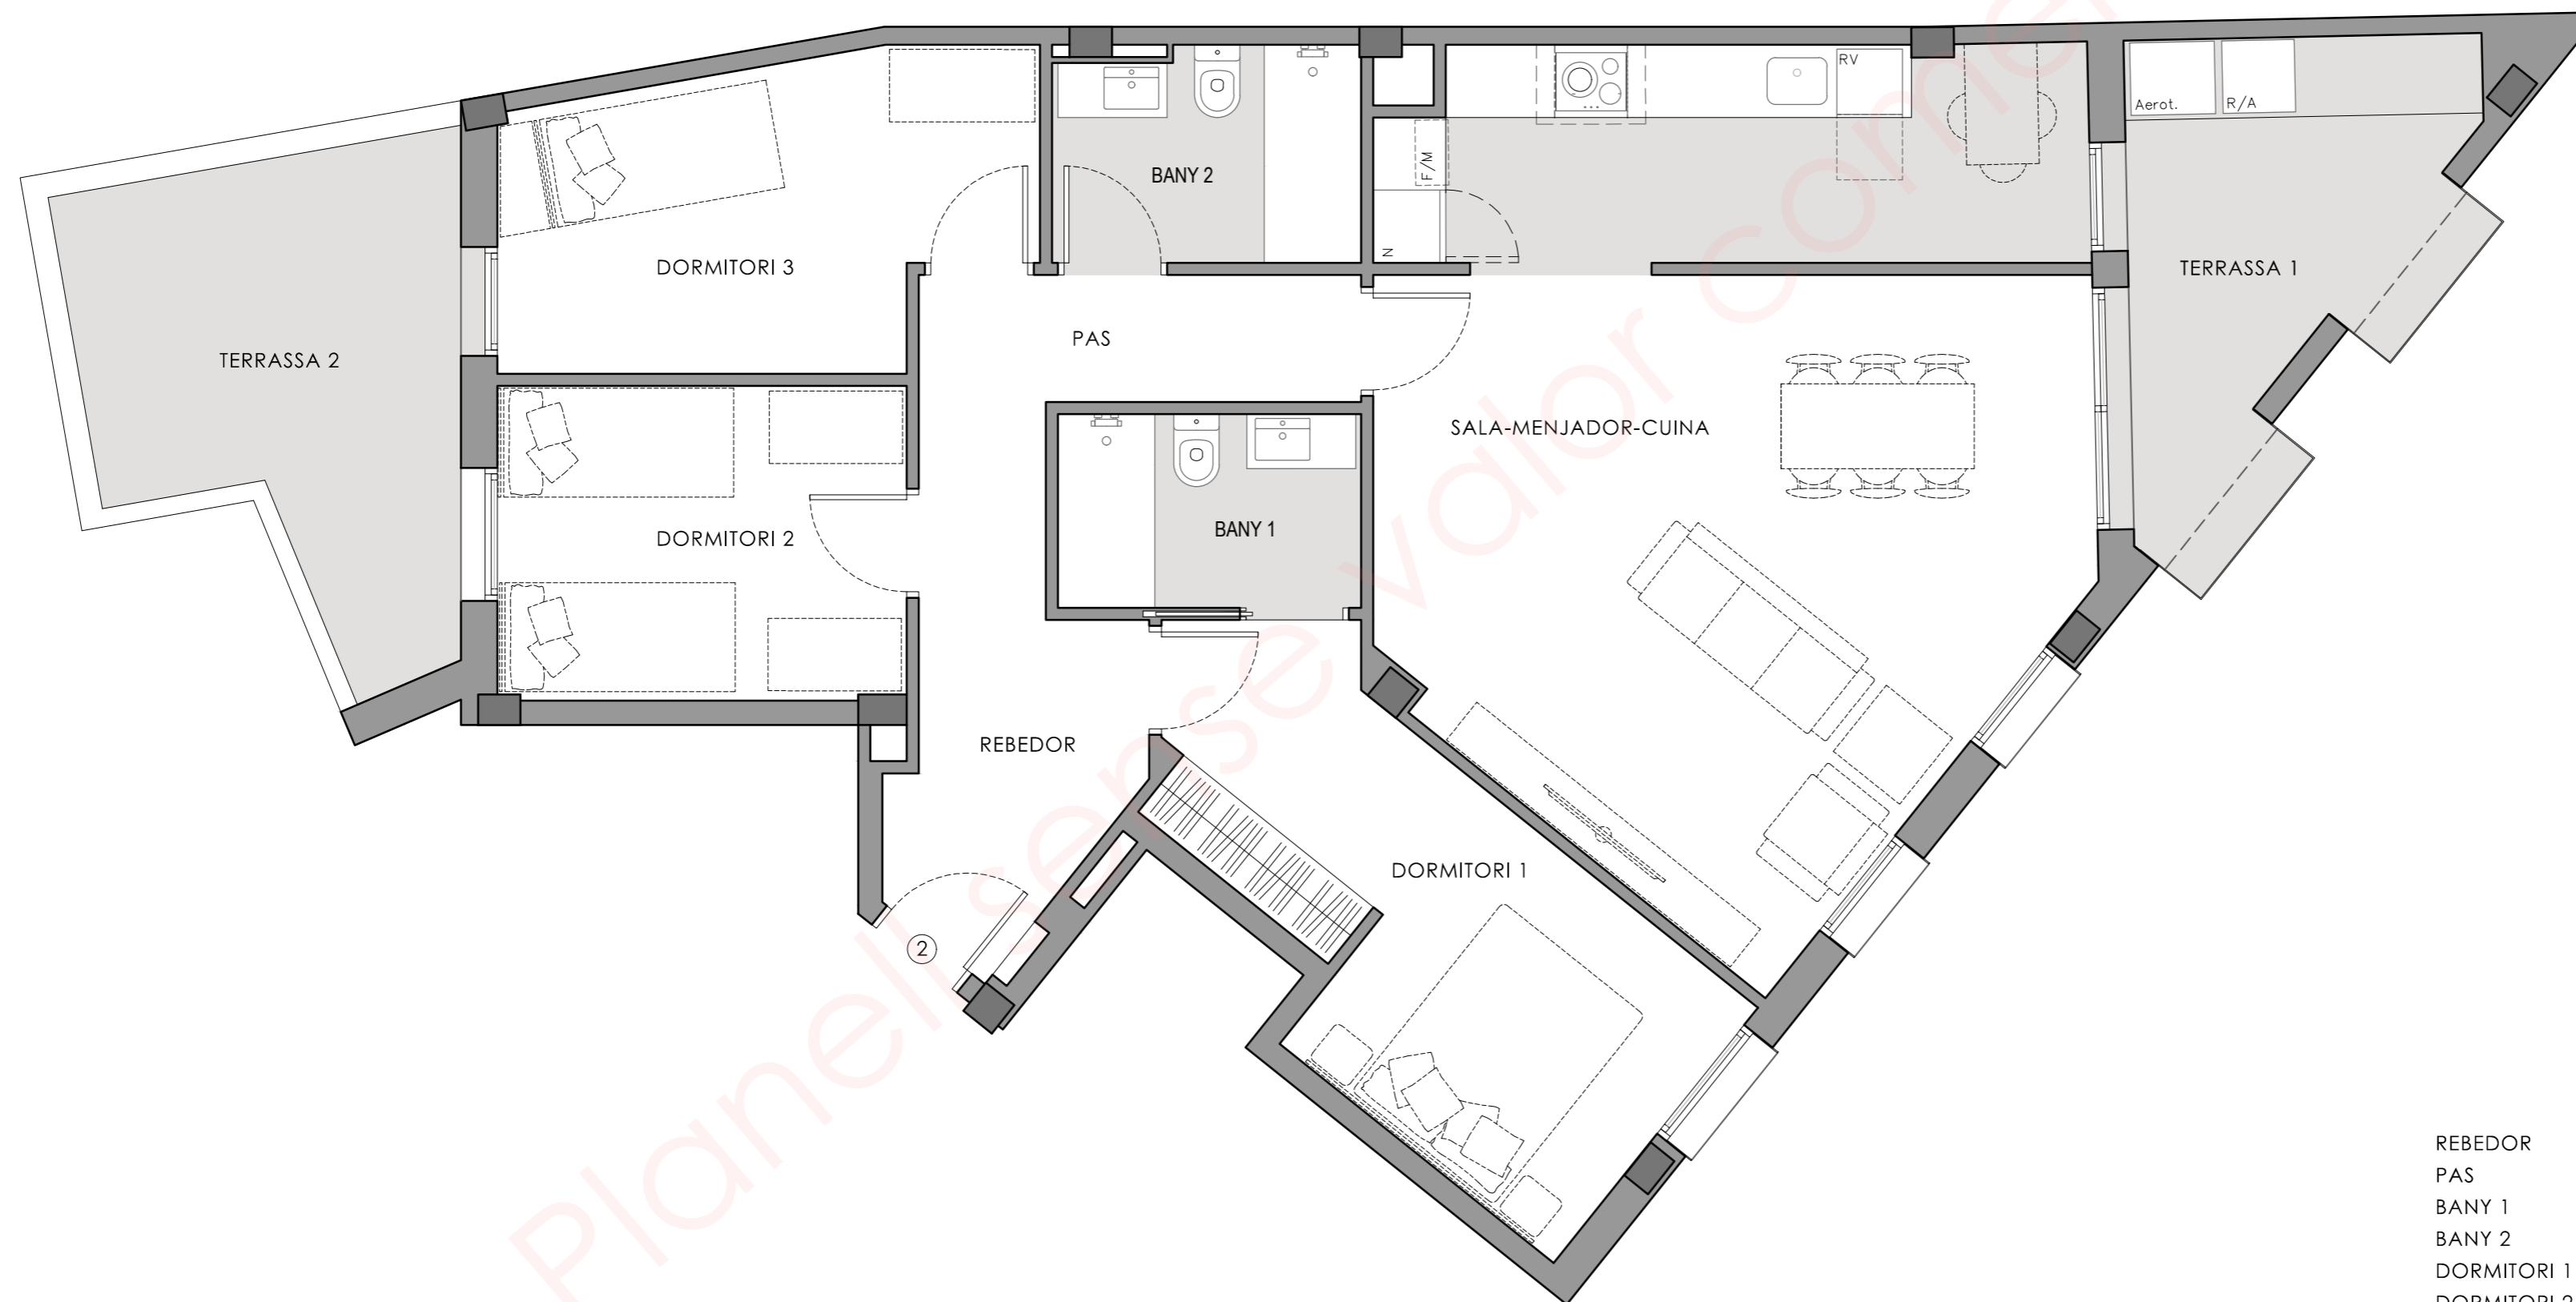 RV
Aerot.
R/A
F/M
BANY 2
N
DORMITORI 3
TERRASSA 1
PAS
TERRASSA 2
SALA-MENJADOR-CUINA
BANY 1
DORMITORI 2
REBEDOR
DORMITORI 1
2
Planell sense valor comer
REBEDOR
PAS
BANY 1
BANY 2
DORMITORI 1